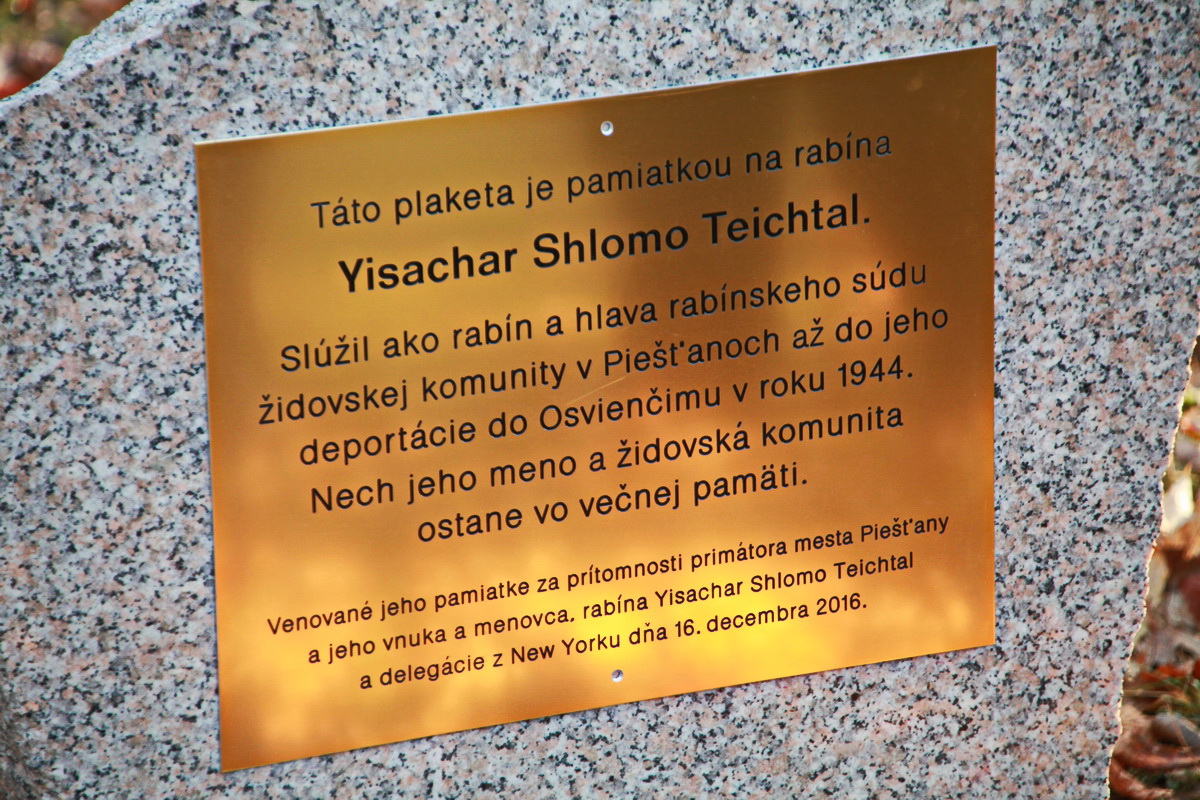 Táto plaketa je pamiatkou na rabína
Yisachar Shlomo Teichtal.
Slúžil ako rabín a hlava rabínskeho súdu
židovskej komunity v Piešťanoch až do jeho
deportácie do Osvienčimu v roku 1944.
Nech jeho meno a židovská komunita
ostane vo večnej pamäti.
Venované jeho pamiatke za prítomnosti primátora mesta Piešťany
a jeho vnuka a menovca, rabína Yisachar Shlomo Teichtal
a delegácie z New Yorku dňa 16. decembra 2016.